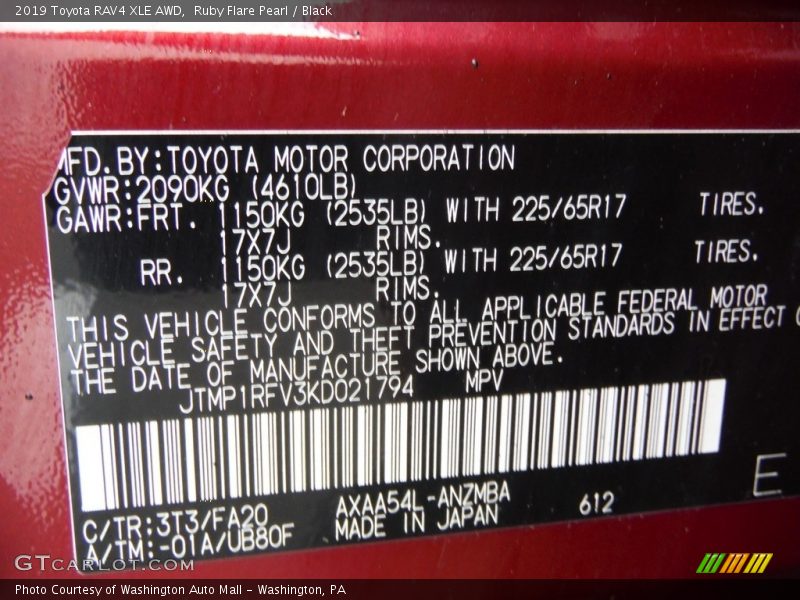 2019 Toyota RAV4 XLE AWD, Ruby Flare Pearl / Black
MFD.BY:TOYOTA MOTOR CORPORATION
GVWR:2090KG (4610LB)
GAWR:FRT. 1150KG (2535LB) WITH 225/65R17 TIRES.
17X7J RIMS.
RR. 1150KG (2535LB) WITH 225/65R17 TIRES.
17X7J RIMS.
THIS VEHICLE CONFORMS TO ALL APPLICABLE FEDERAL MOTOR
VEHICLE SAFETY AND THEFT PREVENTION STANDARDS IN EFFECT
THE DATE OF MANUFACTURE SHOWN ABOVE.
JTMP1RFV3KD021794 MPV
C/TR:3T3/FA20 AXAA54L-ANZMBA 612
A/TM:-01A/UB80F MADE IN JAPAN
E
GTCARLOT.COM
Photo Courtesy of Washington Auto Mall - Washington, PA